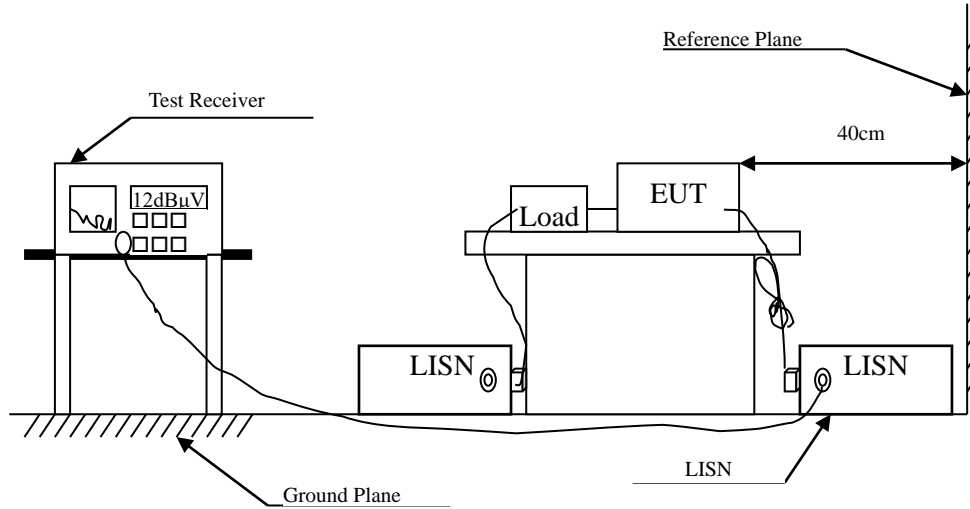 Reference Plane
Test Receiver
40cm
12dBμV
Load
EUT
LISN
LISN
LISN
Ground Plane